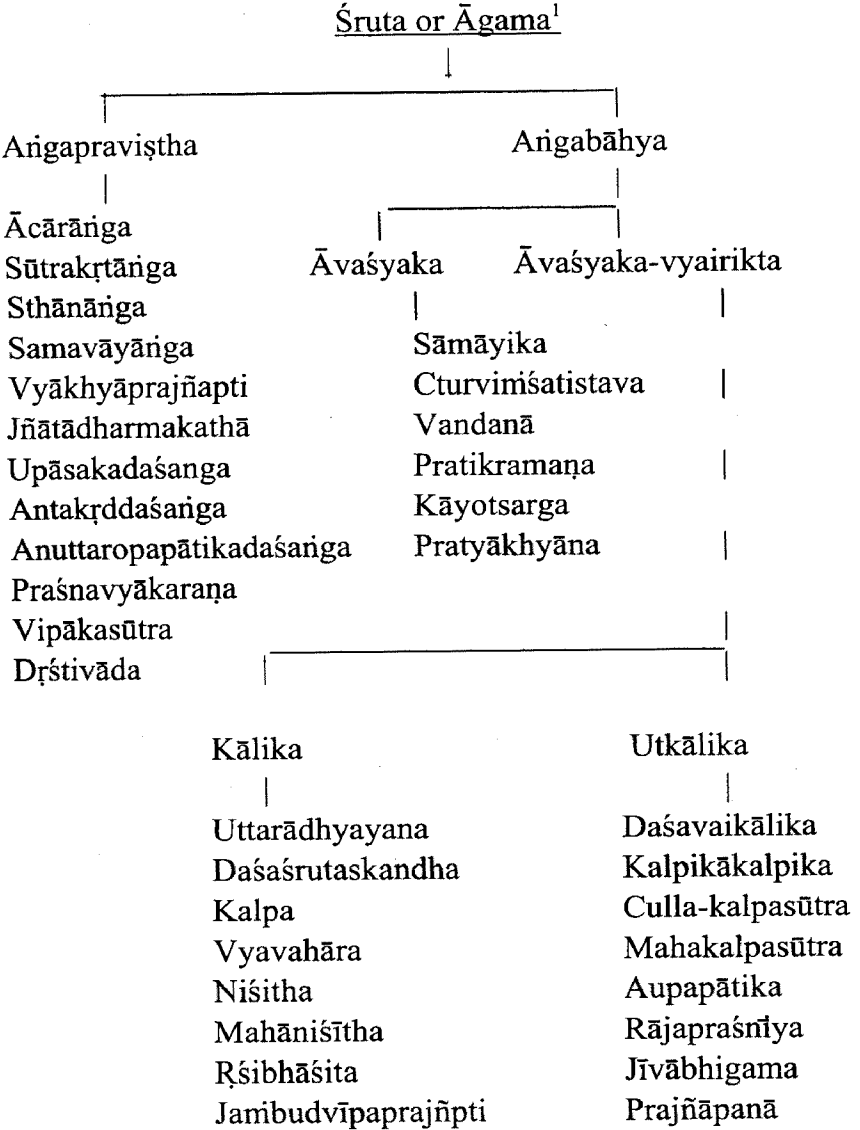 Śruta or Āgama¹
Aṅgapraviṣtha
Aṅgabāhya
Ācārāṅga
Sūtrakṛtāṅga
Sthānāṅga
Samavāyāṅga
Vyākhyāprajñapti
Jñātādharmakathā
Upāsakadaśanga
Antakṛddaśaṅga
Anuttaropapātikadaśaṅga
Praśnavyākaraṇa
Vipākasūtra
Dṛśtivāda
Āvaśyaka
Sāmāyika
Cturviṁśatistava
Vandanā
Pratikramaṇa
Kāyotsarga
Pratyākhyāna
Āvaśyaka-vyairikta
Kālika
Uttarādhyayana
Daśaśrutaskandha
Kalpa
Vyavahāra
Niśitha
Mahāniśītha
Ṛśibhāśita
Jaṁbudvīpaprajñpti
Utkālika
Daśavaikālika
Kalpikākalpika
Culla-kalpasūtra
Mahakalpasūtra
Aupapātika
Rājapraśnīya
Jīvābhigama
Prajñāpanā